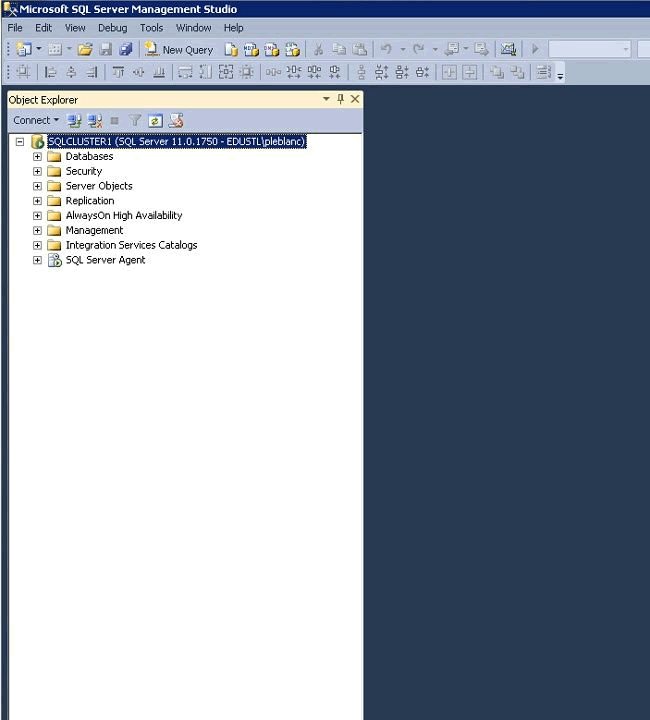 Microsoft SQL Server Management Studio
File Edit View Debug Tools Window Help
New Query
Object Explorer
Connect
SQLCLUSTER1 (SQL Server 11.0.1750 - EDUSTL\pleblanc)
Databases
Security
Server Objects
Replication
AlwaysOn High Availability
Management
Integration Services Catalogs
SQL Server Agent